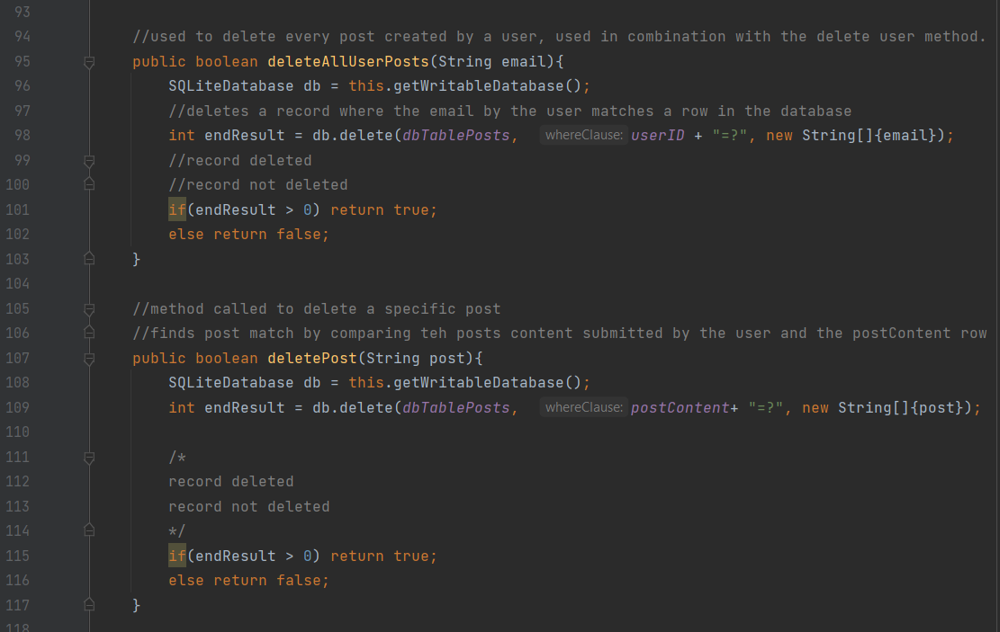 93
94 //used to delete every post created by a user, used in combination with the delete user method.
95 public boolean deleteAllUserPosts(String email){
96 SQLiteDatabase db = this.getWritableDatabase();
97 //deletes a record where the email by the user matches a row in the database
98 int endResult = db.delete(dbTablePosts, whereClause: userID + "=?", new String[]{email});
99 //record deleted
100 //record not deleted
101 if(endResult > 0) return true;
102 else return false;
103 }
104
105 //method called to delete a specific post
106 //finds post match by comparing teh posts content submitted by the user and the postContent row
107 public boolean deletePost(String post){
108 SQLiteDatabase db = this.getWritableDatabase();
109 int endResult = db.delete(dbTablePosts, whereClause: postContent+ "=?", new String[]{post});
110
111 /*
112 record deleted
113 record not deleted
114 */
115 if(endResult > 0) return true;
116 else return false;
117 }
118